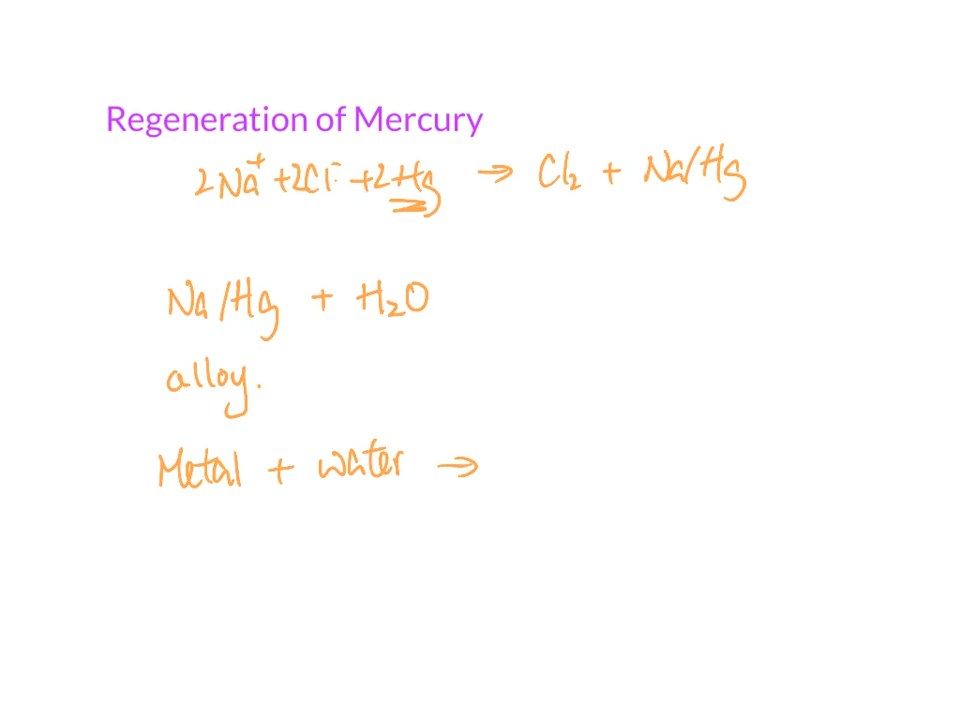 Regeneration of Mercury
2Na⁺ + 2Cl⁻ + 2Hg → Cl₂ + Na/Hg
Na/Hg + H₂O
alloy.
Metal + water →